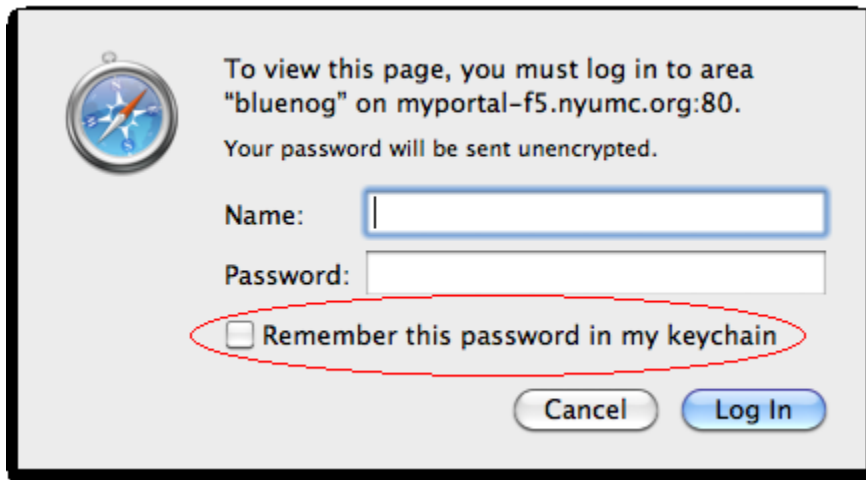 To view this page, you must log in to area
“bluenog” on myportal-f5.nyumc.org:80.
Your password will be sent unencrypted.
Name:
Password:
Remember this password in my keychain
Cancel Log In